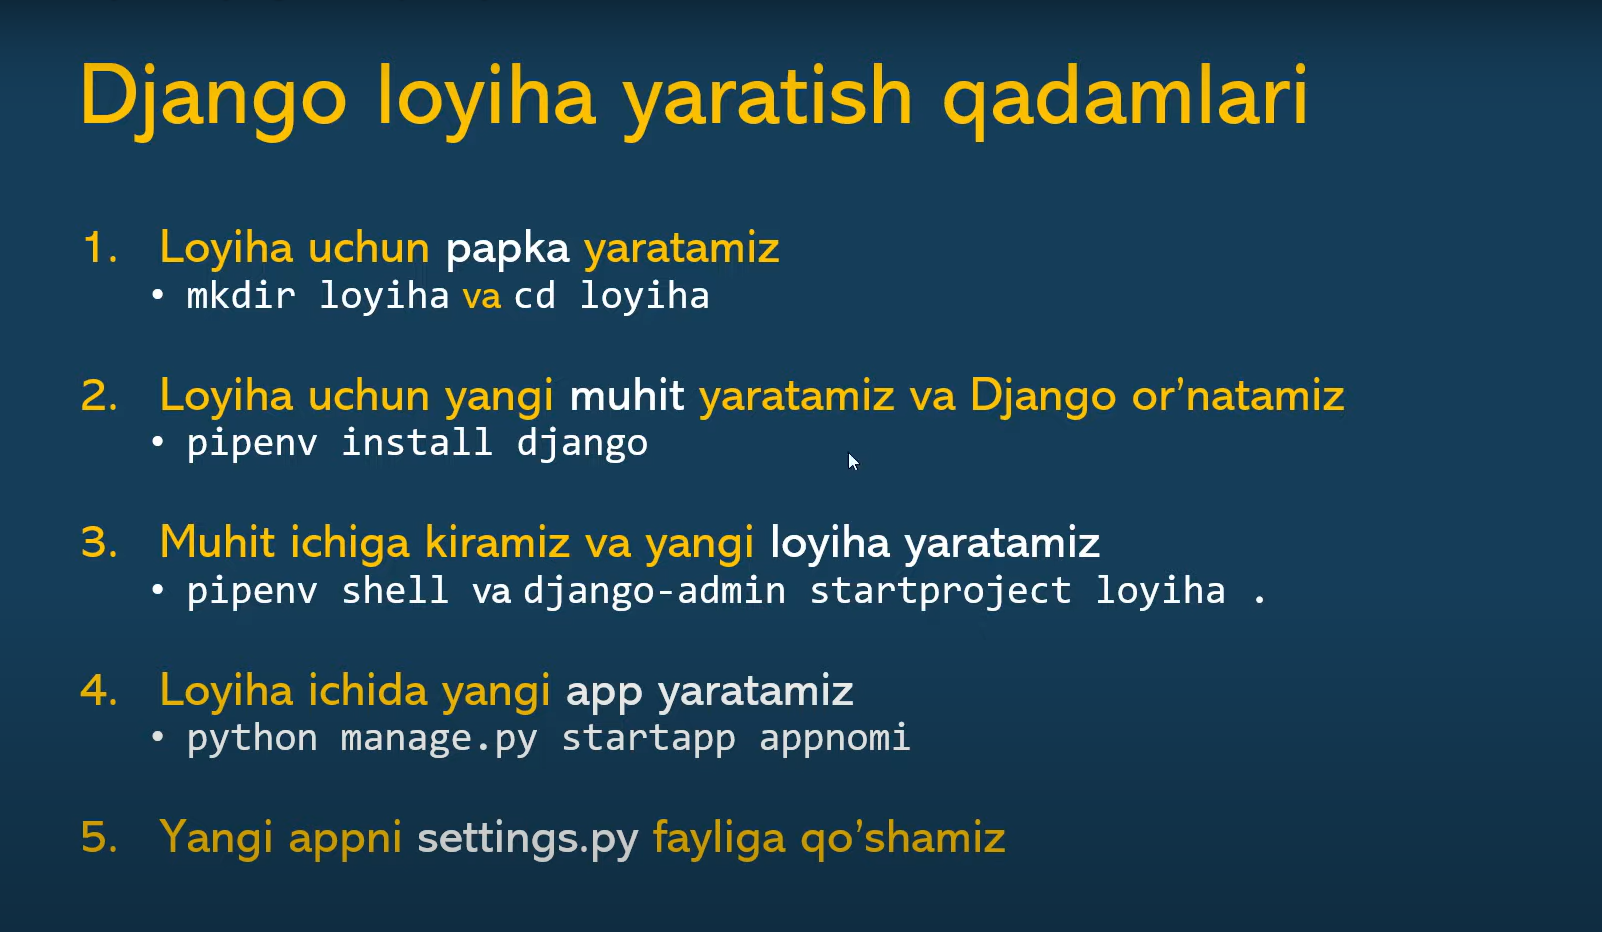 Django loyiha yaratish qadamlari
1. Loyiha uchun papka yaratamiz
• mkdir loyiha va cd loyiha
2. Loyiha uchun yangi muhit yaratamiz va Django or’natamiz
• pipenv install django
3. Muhit ichiga kiramiz va yangi loyiha yaratamiz
• pipenv shell va django-admin startproject loyiha .
4. Loyiha ichida yangi app yaratamiz
• python manage.py startapp appnomi
5. Yangi appni settings.py fayliga qo’shamiz